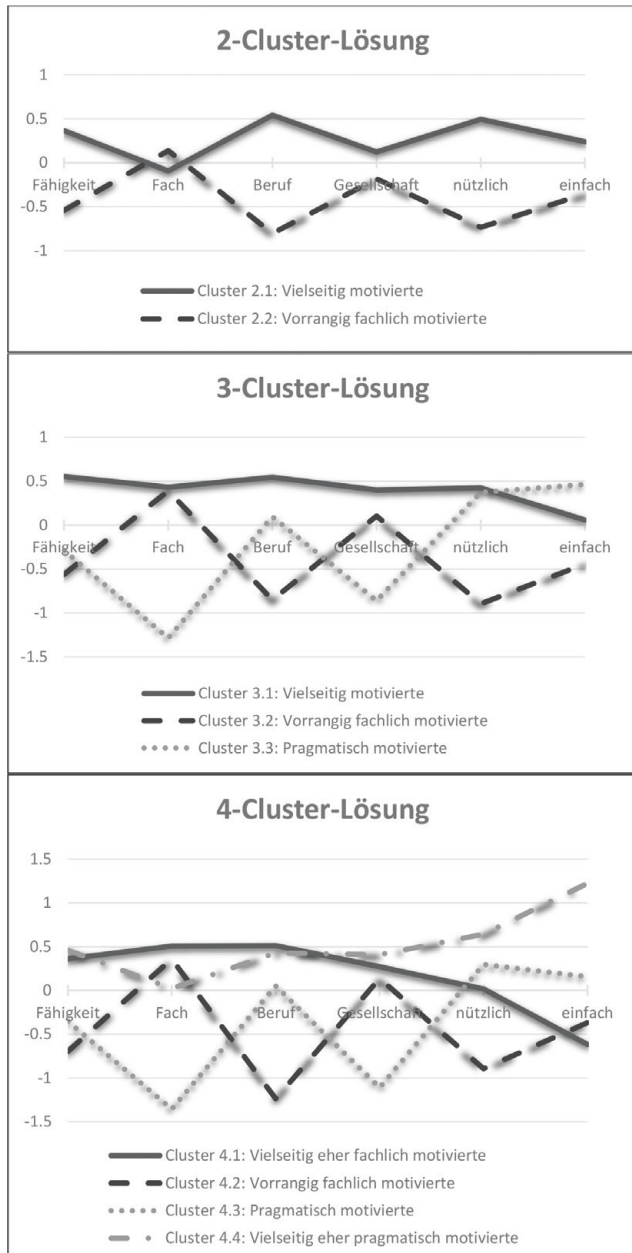 2-Cluster-Lösung
1
0.5
0
Fähigkeit Fach Beruf Gesellschaft nützlich einfach
-0.5
-1
Cluster 2.1: Vielseitig motivierte
Cluster 2.2: Vorrangig fachlich motivierte
3-Cluster-Lösung
1
0.5
0
Fähigkeit Fach Beruf Gesellschaft nützlich einfach
-0.5
-1
-1.5
Cluster 3.1: Vielseitig motivierte
Cluster 3.2: Vorrangig fachlich motivierte
Cluster 3.3: Pragmatisch motivierte
4-Cluster-Lösung
1.5
1
0.5
0
Fähigkeit Fach Beruf Gesellschaft nützlich einfach
-0.5
-1
-1.5
Cluster 4.1: Vielseitig eher fachlich motivierte
Cluster 4.2: Vorrangig fachlich motivierte
Cluster 4.3: Pragmatisch motivierte
Cluster 4.4: Vielseitig eher pragmatisch motivierte